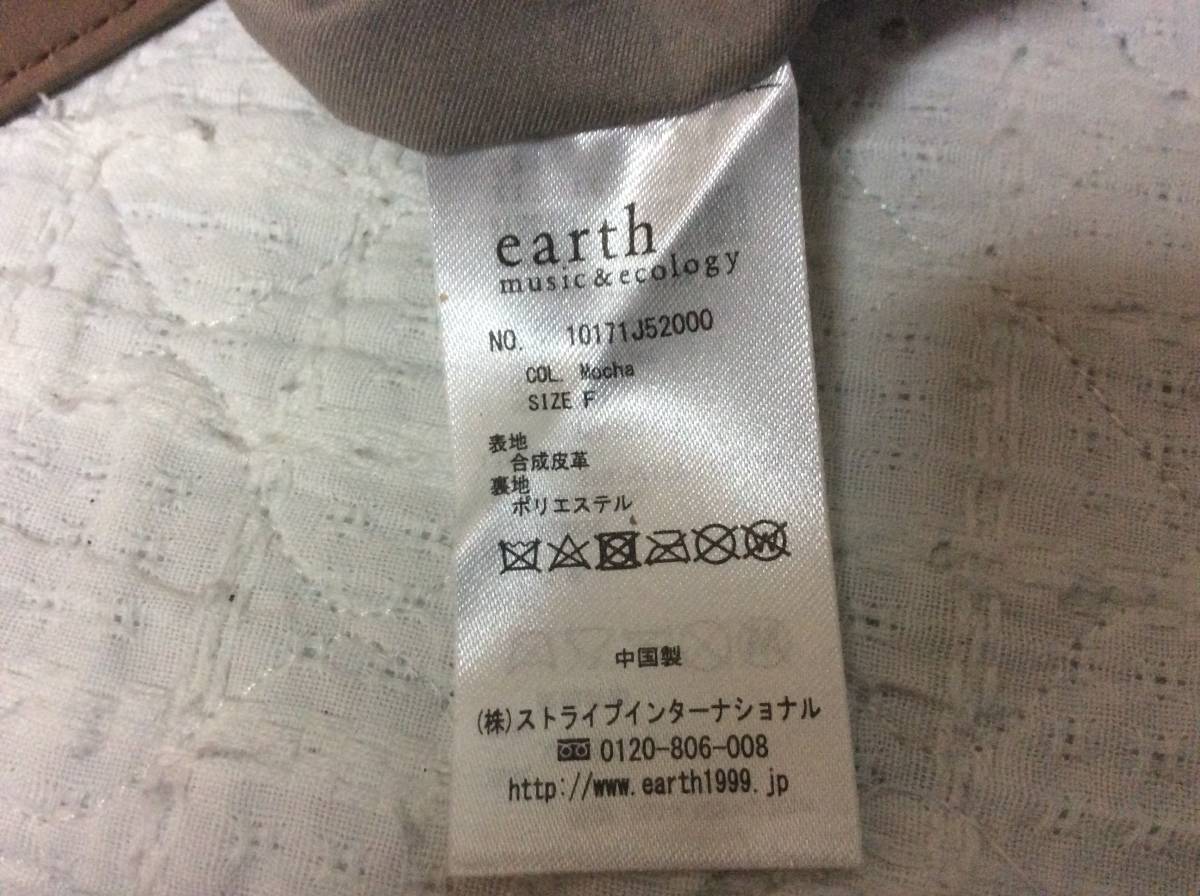 earth
music&ecology
NO. 10171J52000
COL. Mocha
SIZE F
表地
合成皮革
裏地
ポリエステル
W
中国製
(株)ストライプインターナショナル
0120-806-008
http://www.earth1999.jp